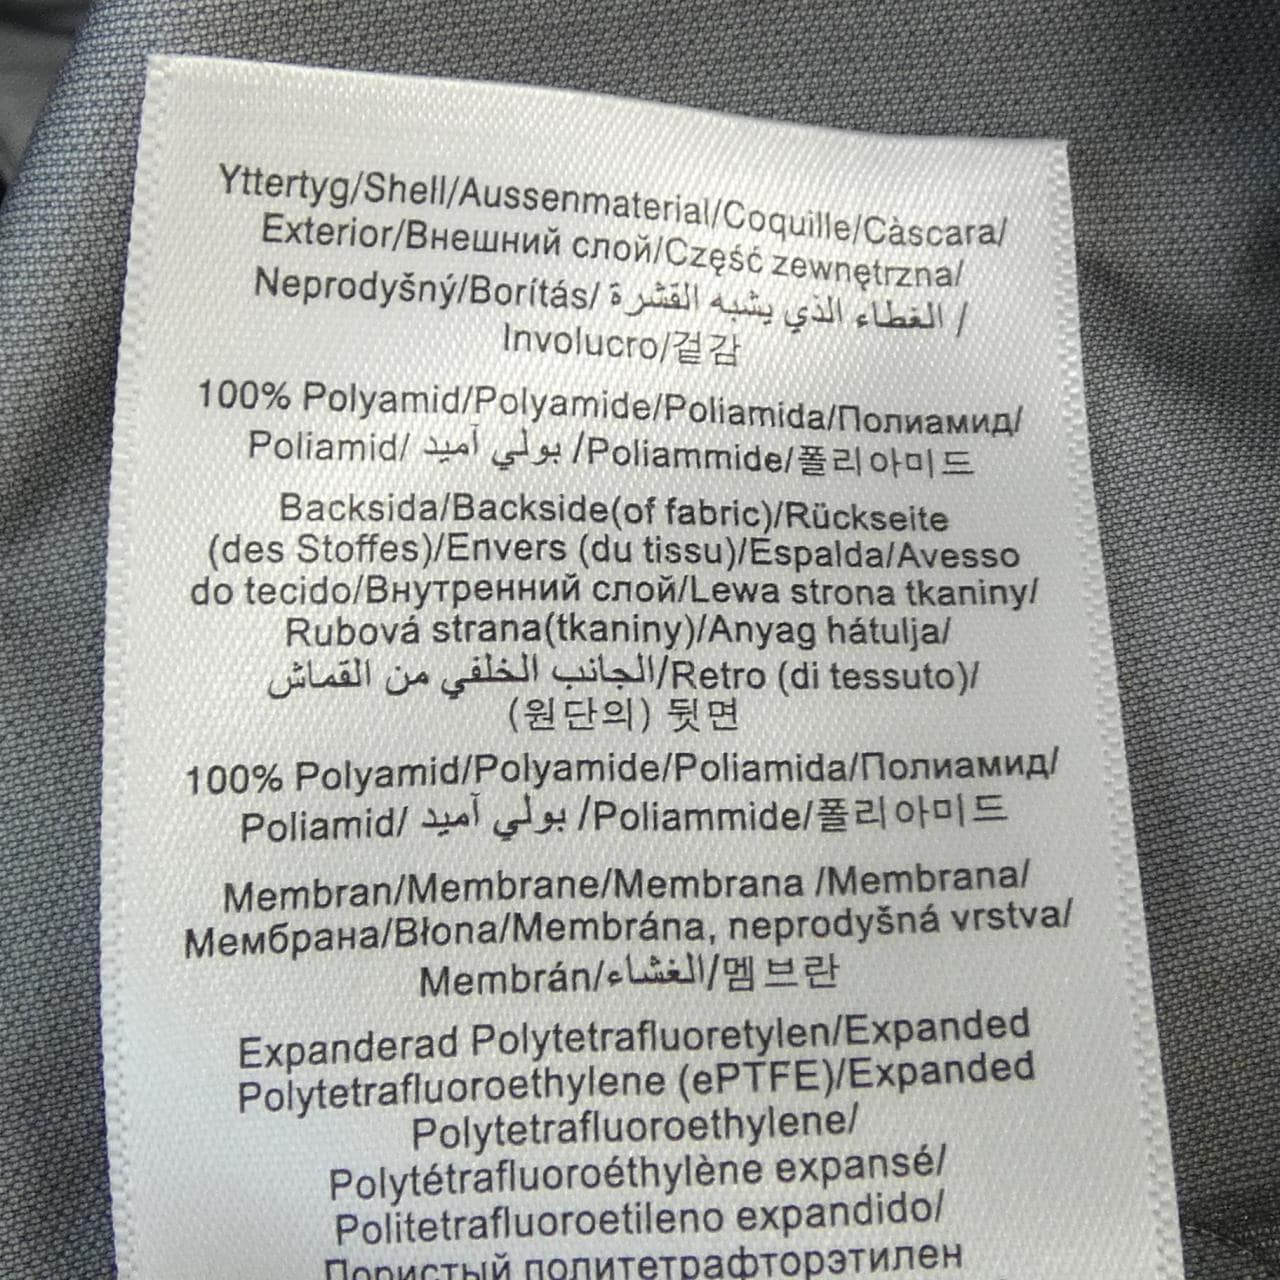 Yttertyg/Shell/Aussenmaterial/Coquille/Càscara/
Exterior/Внешний слой/Część zewnętrzna/
Neprodyšný/Borítás/ الغطاء الذي يشبه القشرة /
Involucro/겉감
100% Polyamid/Polyamide/Poliamida/Полиамид/
Poliamid/ بولي آميد /Poliammide/폴리아미드
Backsida/Backside(of fabric)/Rückseite
(des Stoffes)/Envers (du tissu)/Espalda/Avesso
do tecido/Внутренний слой/Lewa strona tkaniny/
Rubová strana(tkaniny)/Anyag hátulja/
الجانب الخلفي من القماش/Retro (di tessuto)/
(원단의) 뒷면
100% Polyamid/Polyamide/Poliamida/Полиамид/
Poliamid/ بولي آميد /Poliammide/폴리아미드
Membran/Membrane/Membrana /Membrana/
Мембрана/Błona/Membrána, neprodyšná vrstva/
Membrán/الغشاء/멤브란
Expanderad Polytetrafluoretylen/Expanded
Polytetrafluoroethylene (ePTFE)/Expanded
Polytetrafluoroethylene/
Polytétrafluoroéthylène expansé/
Politetrafluoroetileno expandido/
Пористый политетрафторэтилен